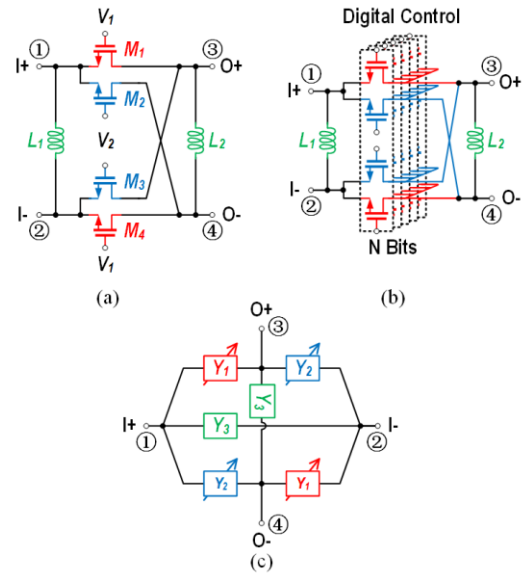 V1
① M1 ③
I+ O+
M2
L1 V2 L2
M3
I- O-
② M4 ④
V1
(a)
Digital Control
① ③
I+ O+
L1 L2
I- O-
② ④
N Bits
(b)
O+
③
Y1 Y2
Y3
I+ Y3 I-
① ②
Y2 Y1
④
O-
(c)